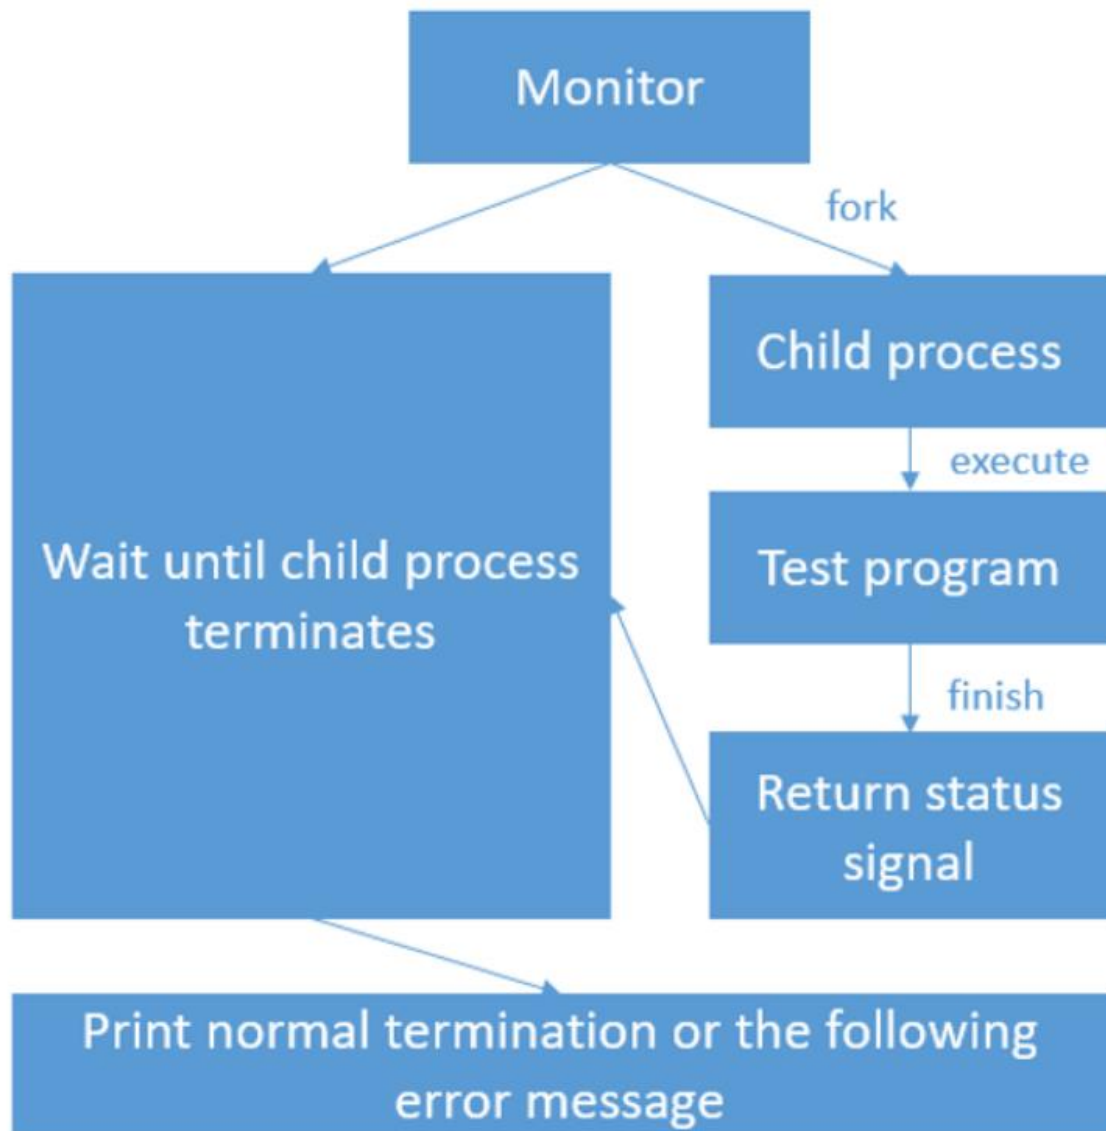 Monitor
fork
Child process
execute
Wait until child process
terminates
Test program
finish
Return status
signal
Print normal termination or the following
error message